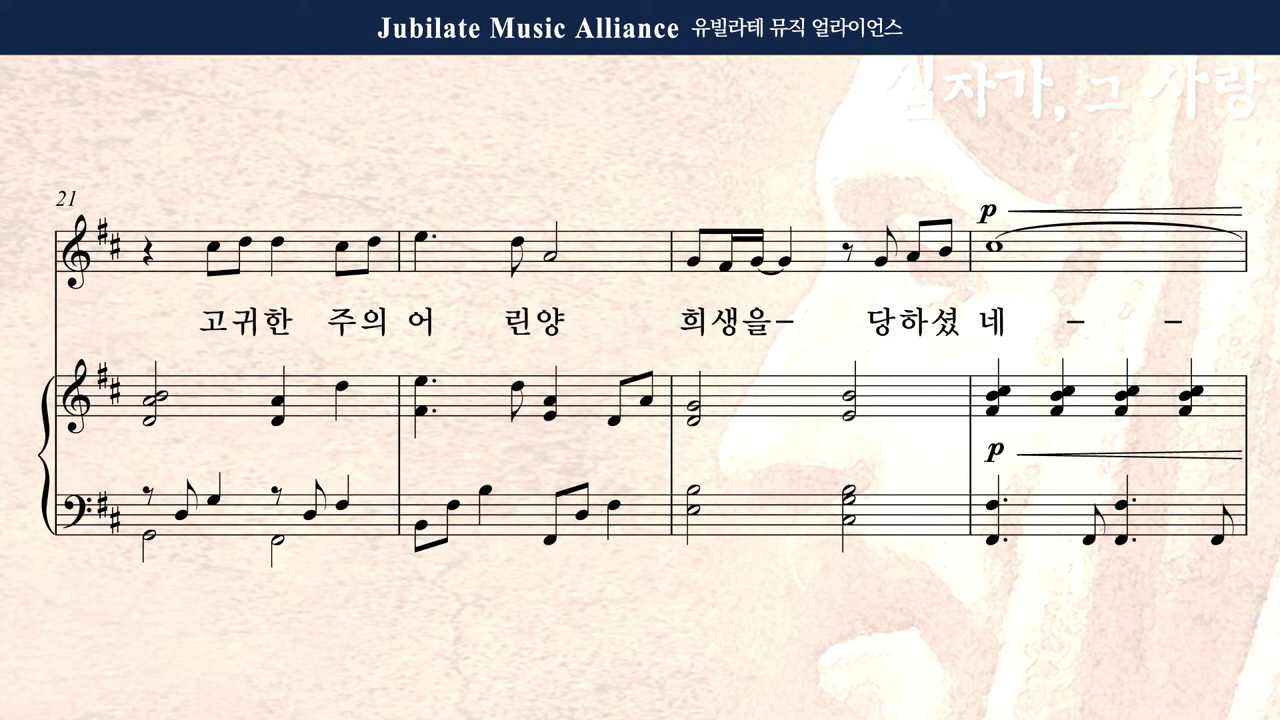 Jubilate Music Alliance 유빌라테 뮤직 얼라이언스
십자가, 그 사랑
21
p
고귀한 주의 어 린양 희생을– 당하셨 네 – –
p